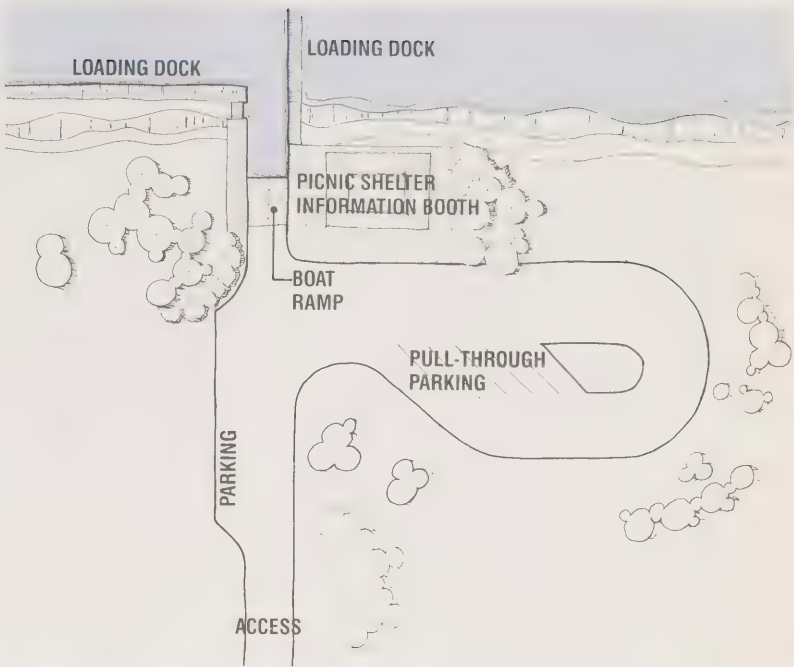 LOADING DOCK
LOADING DOCK
PICNIC SHELTER
INFORMATION BOOTH
BOAT
RAMP
PULL-THROUGH
PARKING
PARKING
ACCESS